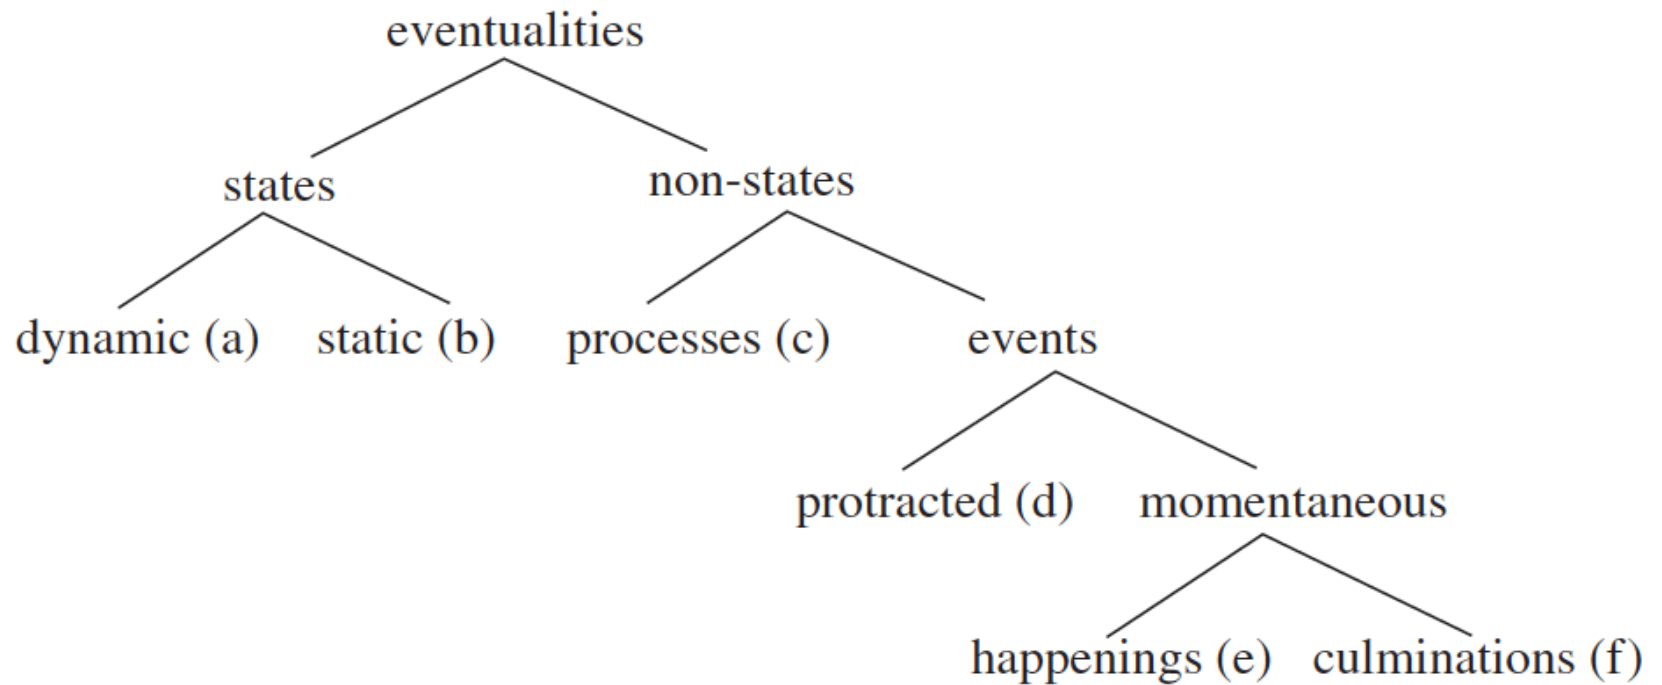 eventualities
states non-states
dynamic (a) static (b) processes (c) events
protracted (d) momentaneous
happenings (e) culminations (f)